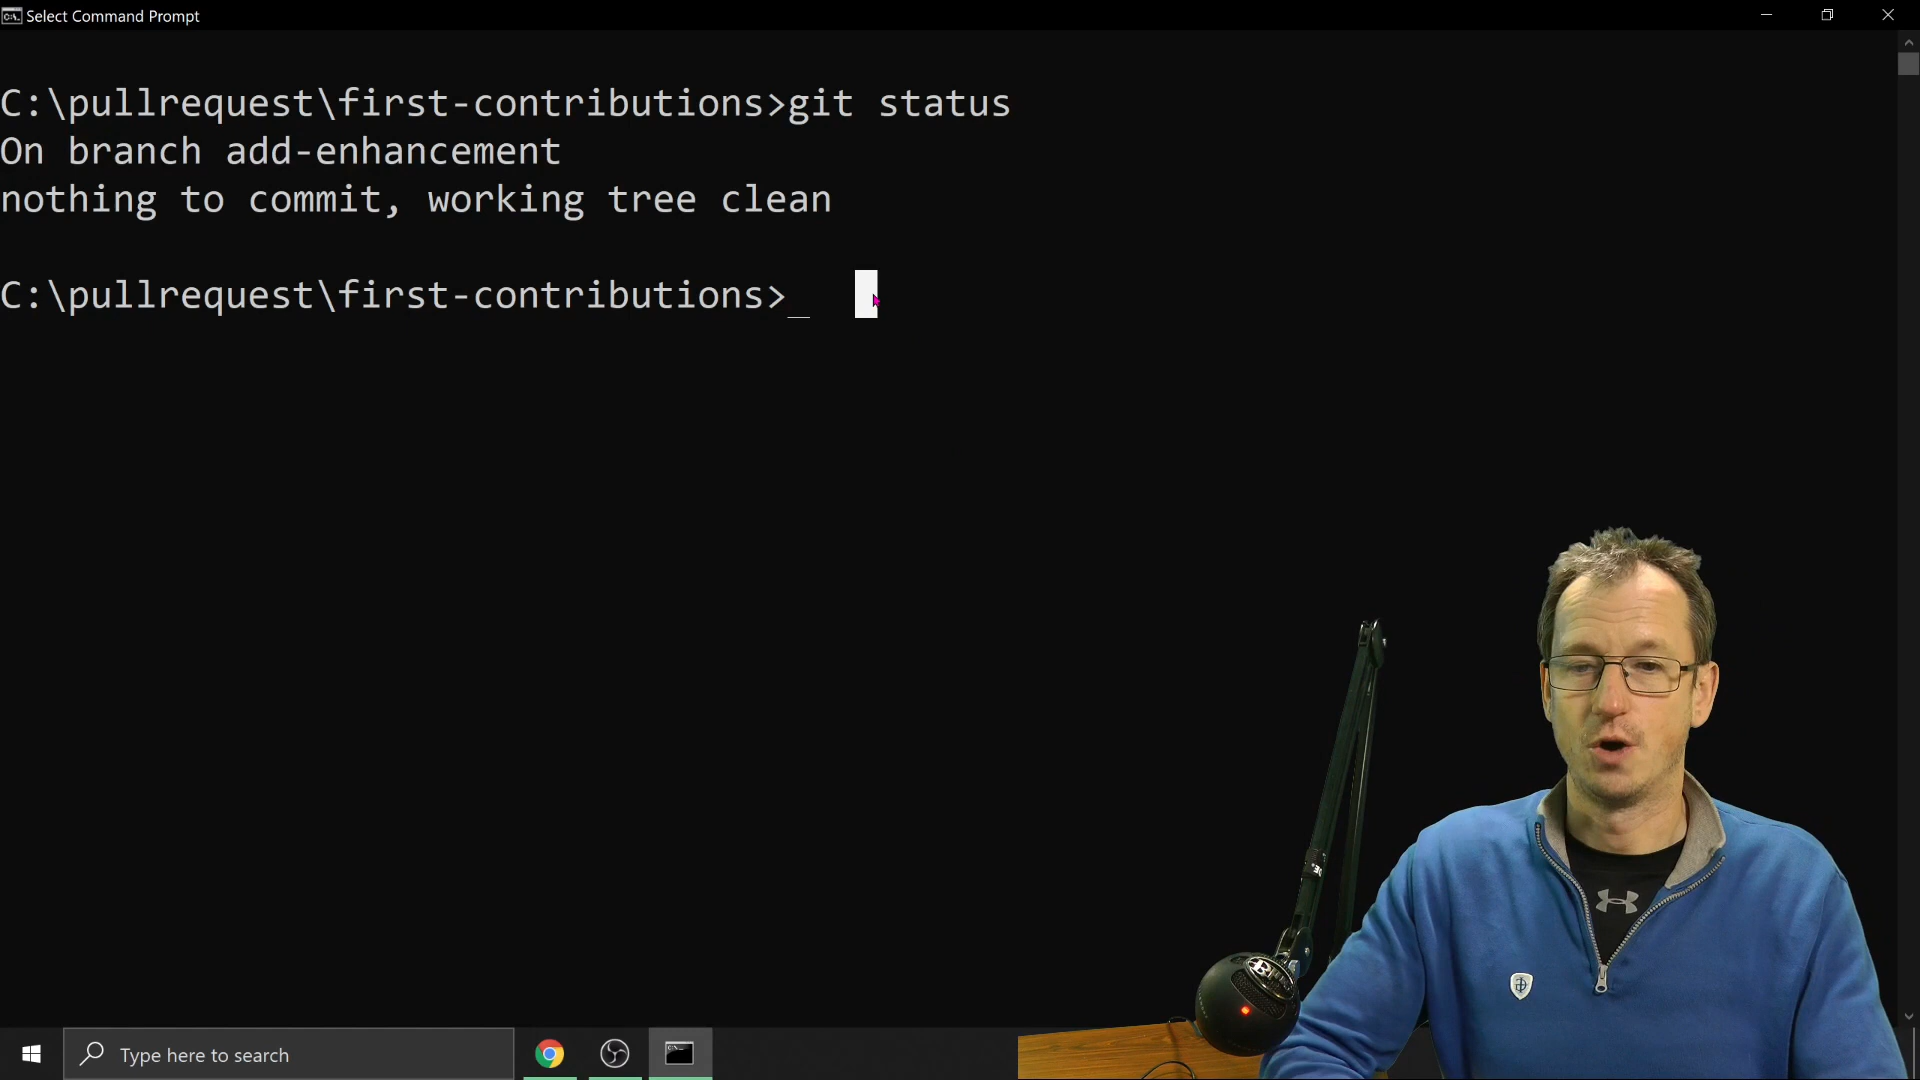 Select Command Prompt
C:\pullrequest\first-contributions>git status
On branch add-enhancement
nothing to commit, working tree clean
C:\pullrequest\first-contributions>_
Type here to search